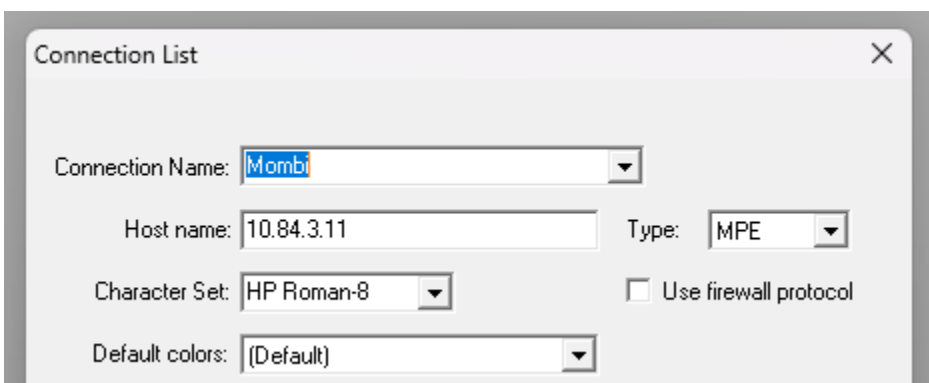 Connection List
Connection Name: Mombi
Host name: 10.84.3.11 Type: MPE
Character Set: HP Roman-8 Use firewall protocol
Default colors: (Default)